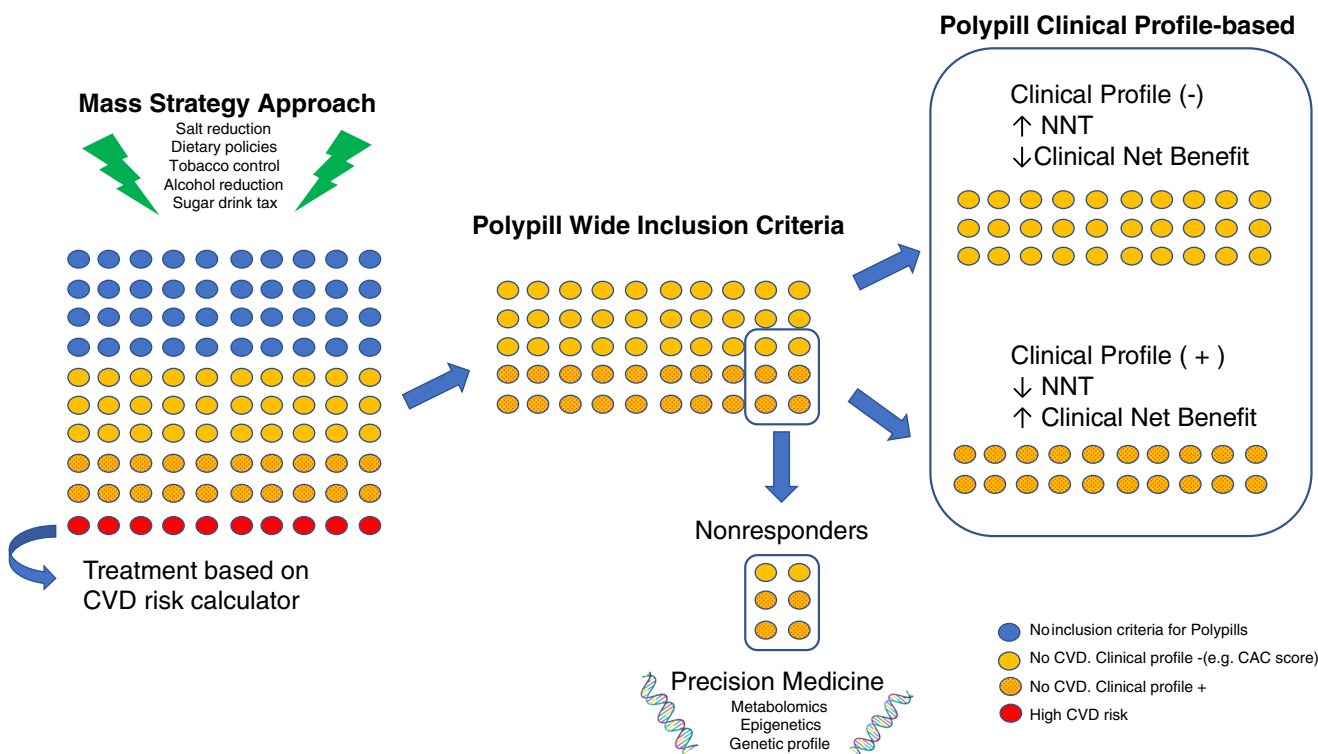 Polypill Clinical Profile-based
Mass Strategy Approach
Salt reduction
Dietary policies
Tobacco control
Alcohol reduction
Sugar drink tax
Clinical Profile (-)
↑ NNT
↓Clinical Net Benefit
Polypill Wide Inclusion Criteria
Clinical Profile ( + )
↓ NNT
↑ Clinical Net Benefit
Treatment based on
CVD risk calculator
Nonresponders
Precision Medicine
Metabolomics
Epigenetics
Genetic profile
No inclusion criteria for Polypills
No CVD. Clinical profile -(e.g. CAC score)
No CVD. Clinical profile +
High CVD risk